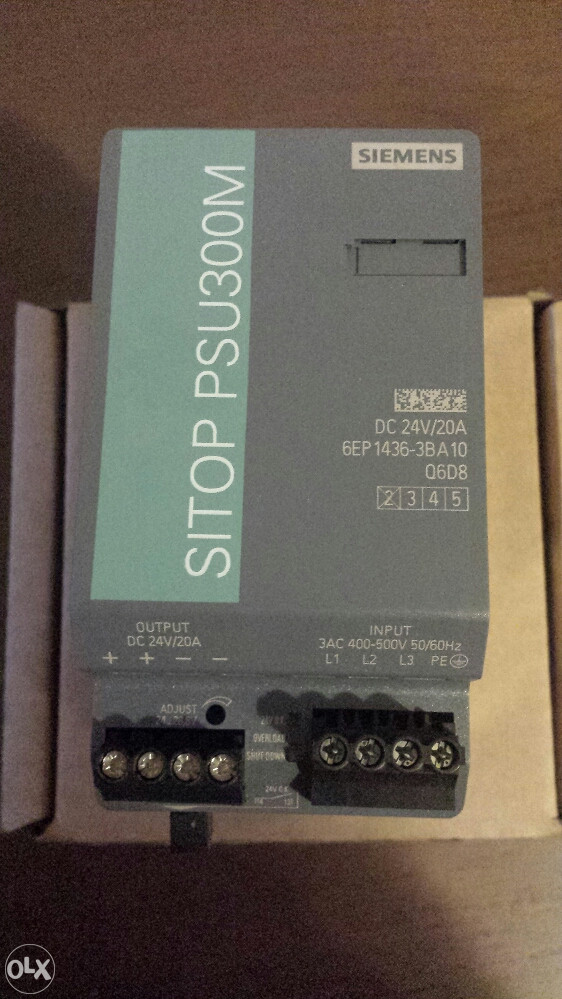 SIEMENS
SITOP PSU300M
DC 24V/20A
6EP1436-3BA10
Q6D8
2 3 4 5
OUTPUT
DC 24V/20A
+ + - -
INPUT
3AC 400-500V 50/60Hz
L1 L2 L3 PE
ADJUST
OVERLOAD
SHUT DOWN
OLX